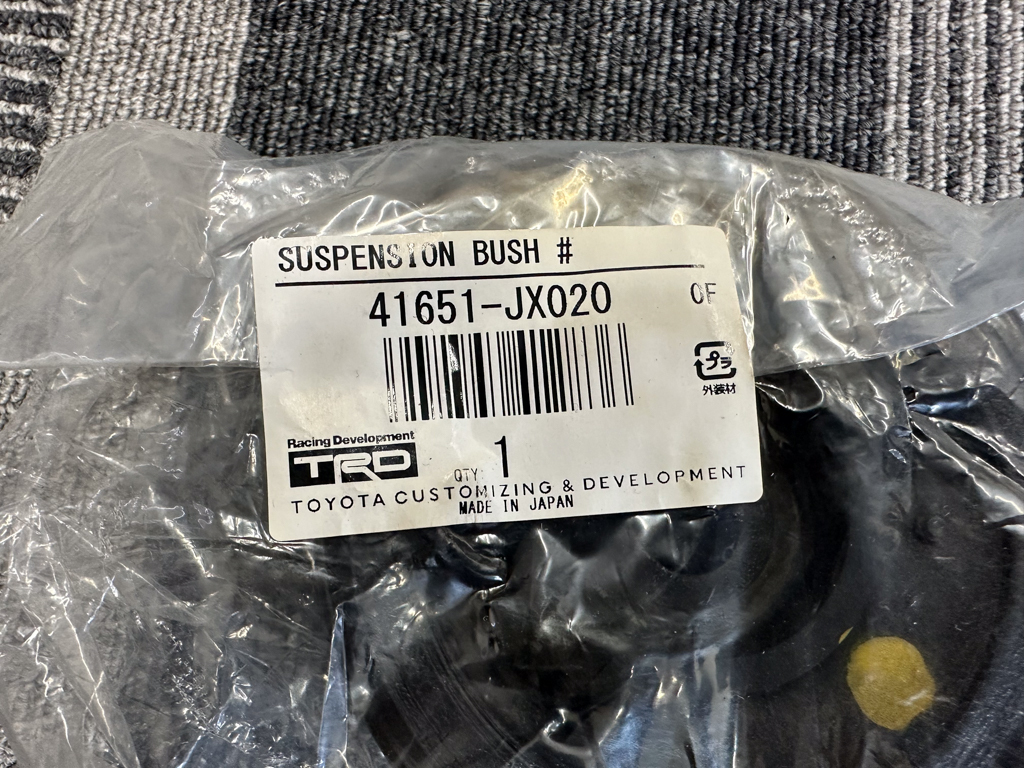 SUSPENSION BUSH #
41651-JX020
OF
プラ
外装材
Racing Development
TRD
QTY 1
TOYOTA CUSTOMIZING & DEVELOPMENT
MADE IN JAPAN